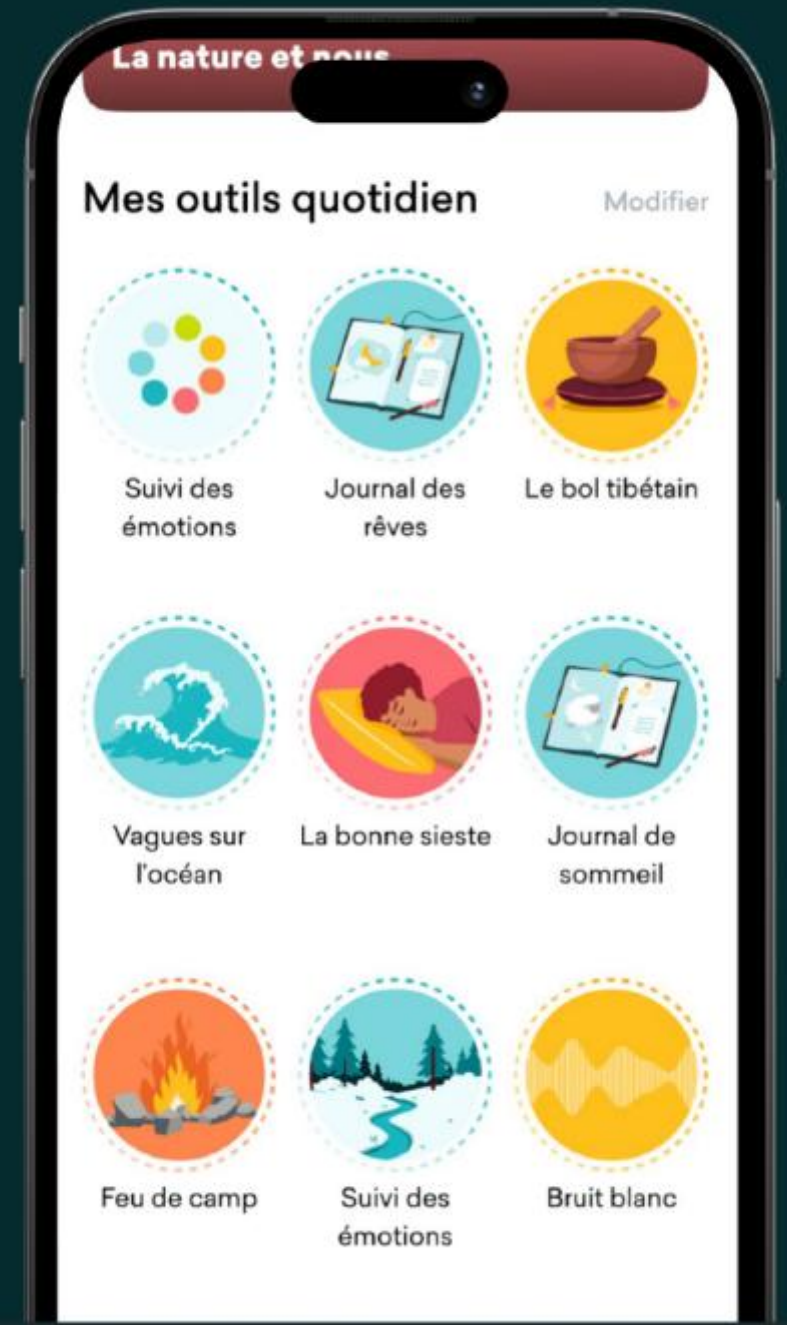 La nature et nous
Mes outils quotidien
Modifier
Suivi des
émotions
Journal des
rêves
Le bol tibétain
Vagues sur
l'océan
La bonne sieste
Journal de
sommeil
Feu de camp
Suivi des
émotions
Bruit blanc